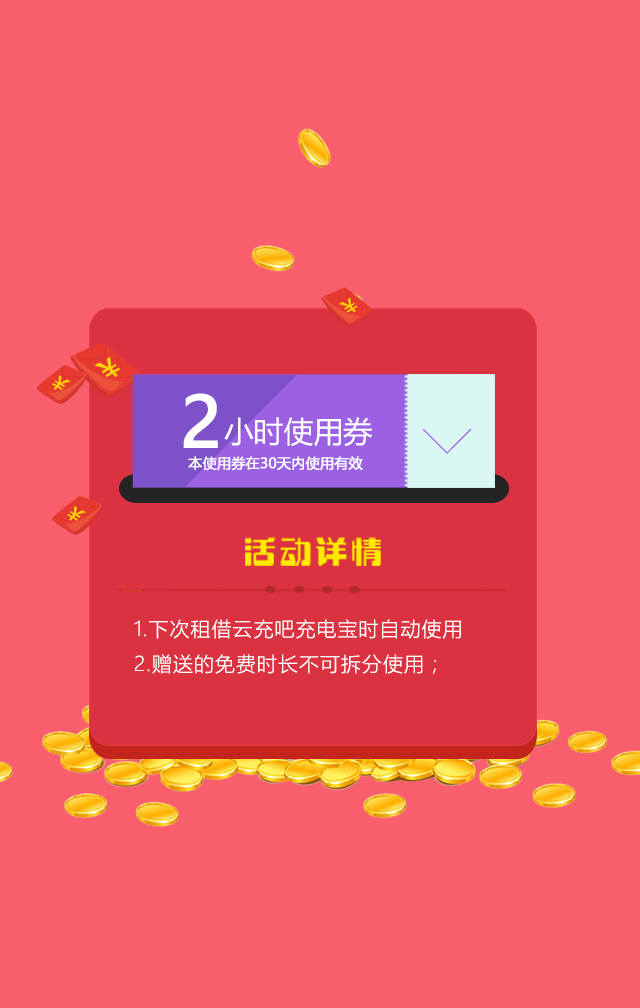 2小时使用券
本使用券在30天内使用有效
活动详情
1.下次租借云充吧充电宝时自动使用
2.赠送的免费时长不可拆分使用；